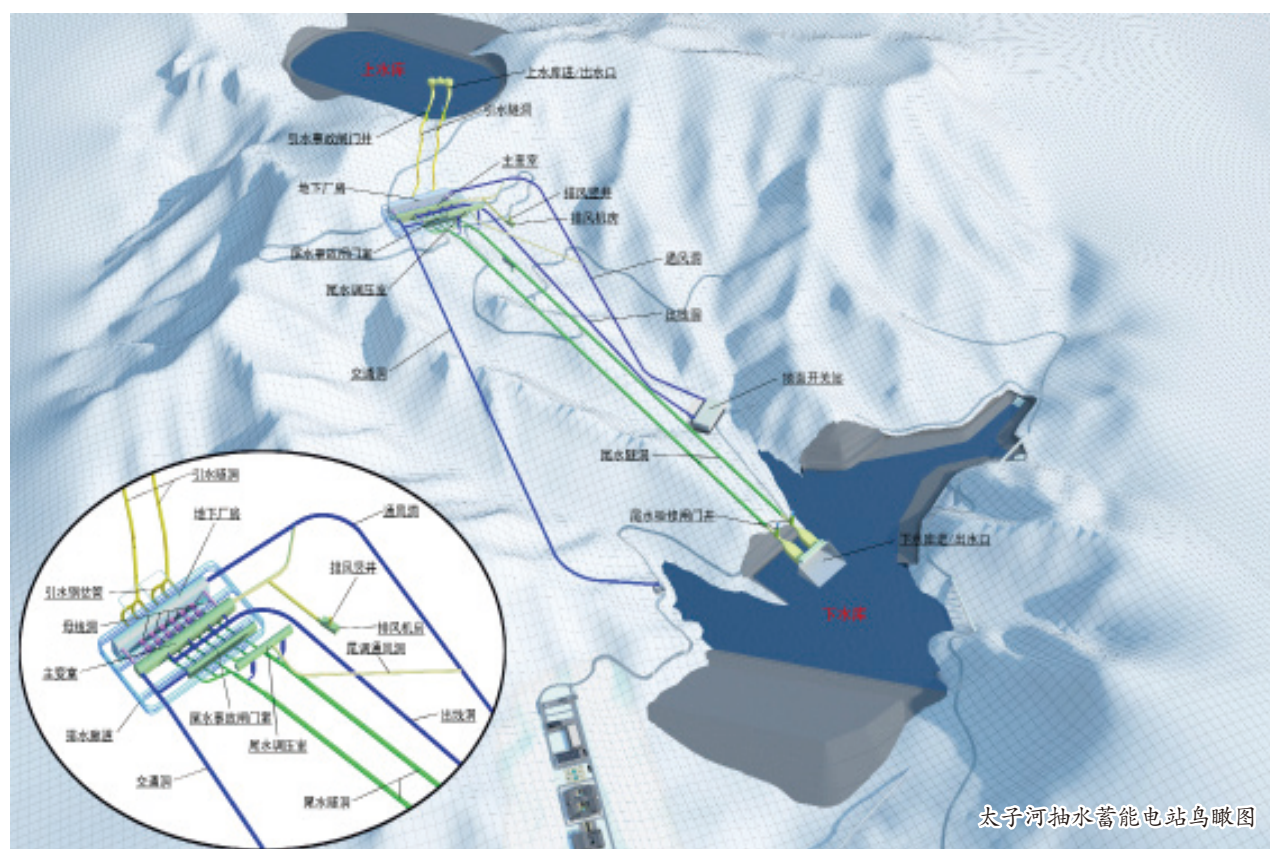 上水库
上水库进/出水口
引水隧洞
引水事故闸门井
主变室
地下厂房
排风竖井
排风机房
尾水事故闸门室
通风洞
尾水调压室
出线洞
交通洞
地面开关站
尾水隧洞
尾水检修闸门井
下水库进/出水口
下水库
引水隧洞
地下厂房
通风洞
排风竖井
引水钢岔管
母线洞
排风机房
尾调通风洞
主变室
尾水事故闸门室
出线洞
排水廊道
尾水调压室
交通洞
尾水隧洞
太子河抽水蓄能电站鸟瞰图